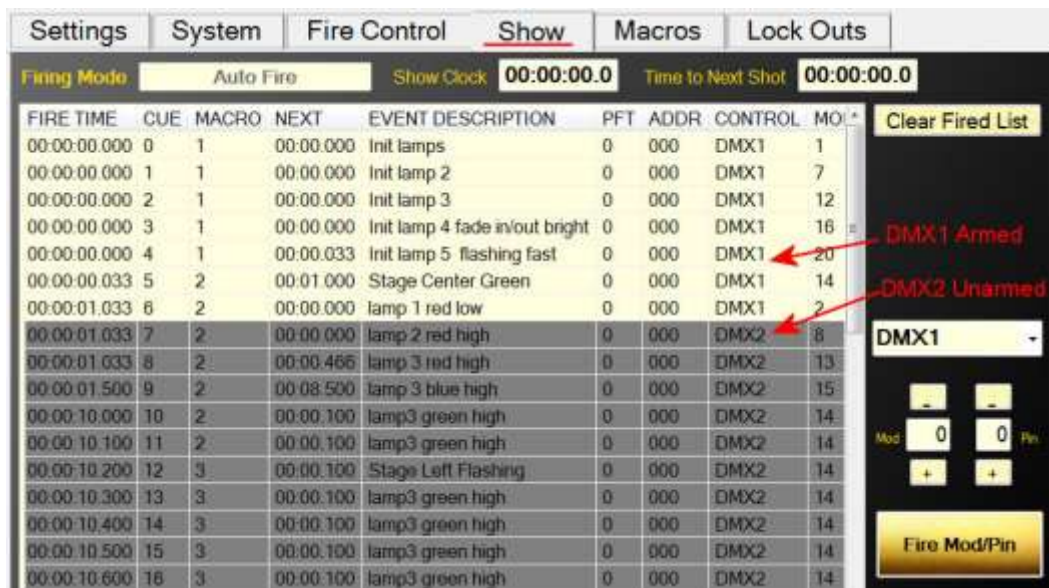 Settings System Fire Control Show Macros Lock Outs
Firing Mode Auto Fire Show Clock 00:00:00.0 Time to Next Shot 00:00:00.0
FIRE TIME CUE MACRO NEXT EVENT DESCRIPTION PFT ADDR CONTROL MO
Clear Fired List
00:00:00.000 0 1 00:00.000 Init lamps 0 000 DMX1 1
00:00:00.000 1 1 00:00.000 Init lamp 2 0 000 DMX1 7
00:00:00.000 2 1 00:00.000 Init lamp 3 0 000 DMX1 12
00:00:00.000 3 1 00:00.000 Init lamp 4 fade in/out bright 0 000 DMX1 16
DMX1 Armed
00:00:00.000 4 1 00:00.033 Init lamp 5 flashing fast 0 000 DMX1 20
00:00:00.033 5 2 00:01.000 Stage Center Green 0 000 DMX1 14
DMX2 Unarmed
00:00:01.033 6 2 00:00.000 lamp 1 red low 0 000 DMX1 2
00:00:01.033 7 2 00:00.000 lamp 2 red high 0 000 DMX2 8
DMX1
00:00:01.033 8 2 00:00.466 lamp 3 red high 0 000 DMX2 13
00:00:01.500 9 2 00:08.500 lamp 3 blue high 0 000 DMX2 15
00:00:10.000 10 2 00:00.100 lamp3 green high 0 000 DMX2 14
00:00:10.100 11 2 00:00.100 lamp3 green high 0 000 DMX2 14
00:00:10.200 12 3 00:00.100 Stage Left Flashing 0 000 DMX2 14
00:00:10.300 13 3 00:00.100 lamp3 green high 0 000 DMX2 14
00:00:10.400 14 3 00:00.100 lamp3 green high 0 000 DMX2 14
00:00:10.500 15 3 00:00.100 lamp3 green high 0 000 DMX2 14
00:00:10.600 16 3 00:00.100 lamp3 green high 0 000 DMX2 14
- -
Mod 0 0 Pin
+ +
Fire Mod/Pin